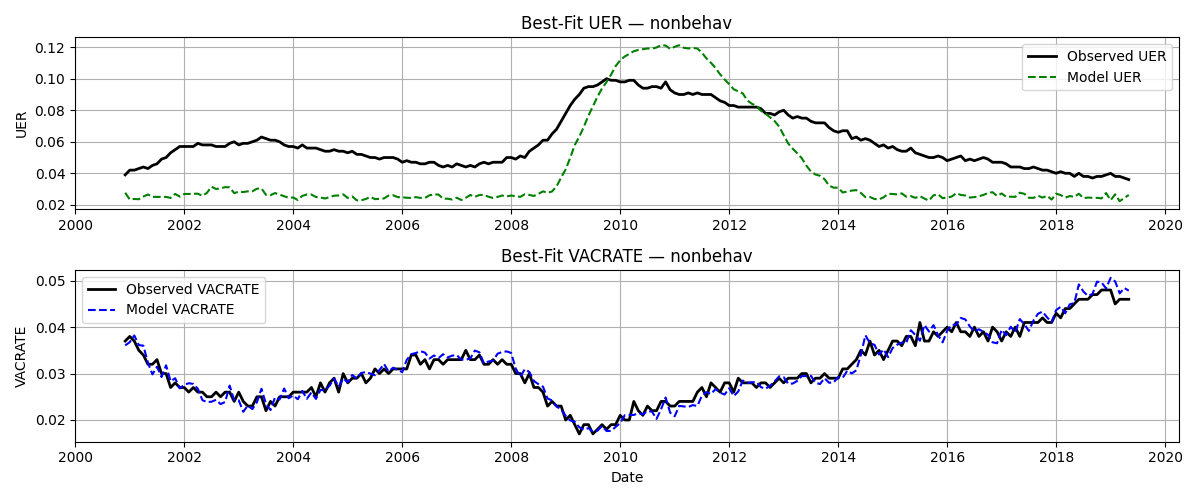 Best-Fit UER — nonbehav
0.12
0.10
0.08
0.06
0.04
0.02
UER
Observed UER
Model UER
2000 2002 2004 2006 2008 2010 2012 2014 2016 2018 2020
Best-Fit VACRATE — nonbehav
0.05
0.04
0.03
0.02
VACRATE
Observed VACRATE
Model VACRATE
2000 2002 2004 2006 2008 2010 2012 2014 2016 2018 2020
Date